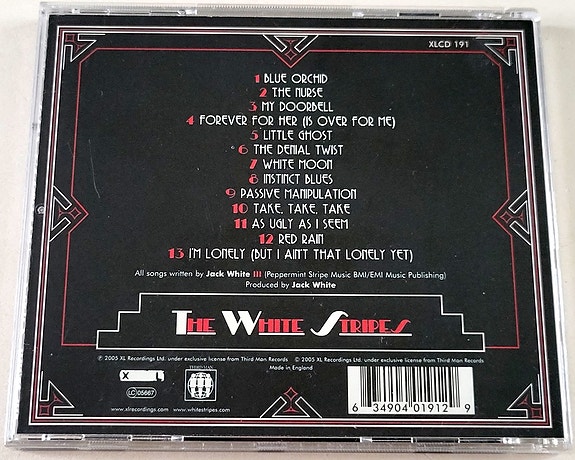 XLCD 191
1 BLUE ORCHID
2 THE NURSE
3 MY DOORBELL
4 FOREVER FOR HER (IS OVER FOR ME)
5 LITTLE GHOST
6 THE DENIAL TWIST
7 WHITE MOON
8 INSTINCT BLUES
9 PASSIVE MANIPULATION
10 TAKE, TAKE, TAKE
11 AS UGLY AS I SEEM
12 RED RAIN
13 I'M LONELY (BUT I AIN'T THAT LONELY YET)
All songs written by Jack White III (Peppermint Stripe Music BMI/EMI Music Publishing)
Produced by Jack White
THE WHITE STRIPES
℗ 2005 XL Recordings Ltd. under exclusive license from Third Man Records © 2005 XL Recordings Ltd. under exclusive license from Third Man Records
Made in England
X L
THIRD MAN
LC 05667
www.xlrecordings.com www.whitestripes.com
6 34904 01912 9